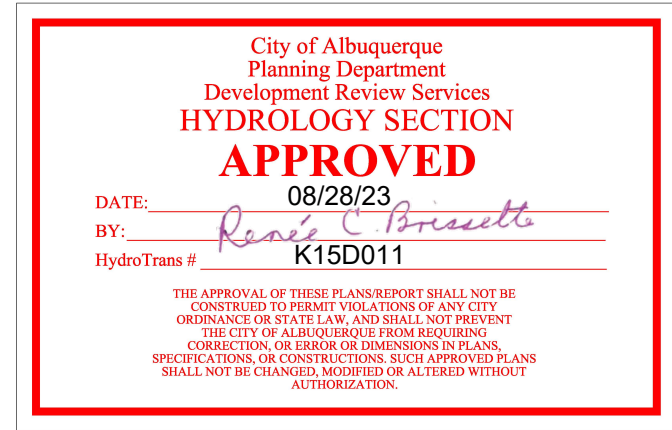 City of Albuquerque
Planning Department
Development Review Services
HYDROLOGY SECTION
APPROVED
DATE: 08/28/23
BY: Renée C. Brissette
HydroTrans # K15D011
THE APPROVAL OF THESE PLANS/REPORT SHALL NOT BE
CONSTRUED TO PERMIT VIOLATIONS OF ANY CITY
ORDINANCE OR STATE LAW, AND SHALL NOT PREVENT
THE CITY OF ALBUQUERQUE FROM REQUIRING
CORRECTION, OR ERROR OR DIMENSIONS IN PLANS,
SPECIFICATIONS, OR CONSTRUCTIONS. SUCH APPROVED PLANS
SHALL NOT BE CHANGED, MODIFIED OR ALTERED WITHOUT
AUTHORIZATION.